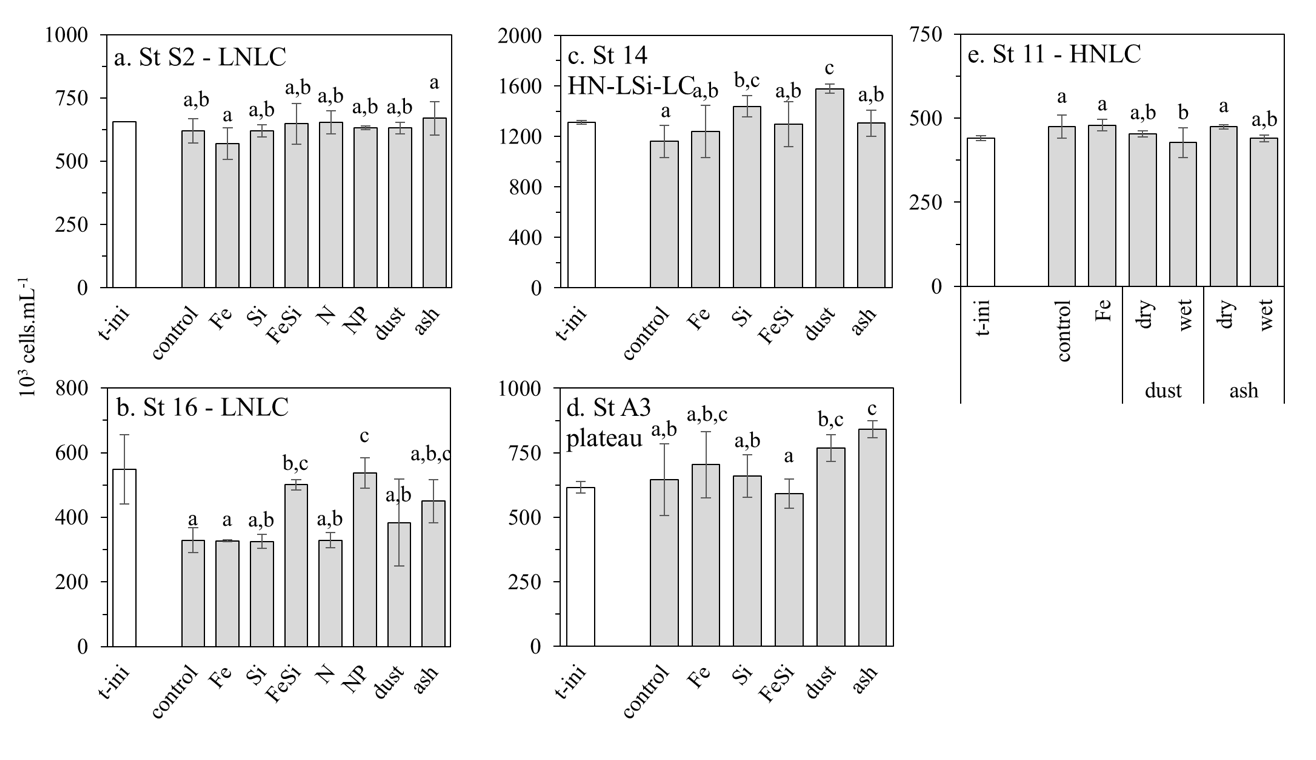 10³ cells.mL⁻¹
a. St S2 - LNLC
1000
750
500
250
0
a,b
a
a,b
a,b
a,b
a,b
a,b
a
t-ini
control
Fe
Si
FeSi
N
NP
dust
ash
b. St 16 - LNLC
800
600
400
200
0
a
a
a,b
b,c
a,b
c
a,b
a,b,c
t-ini
control
Fe
Si
FeSi
N
NP
dust
ash
c. St 14
HN-LSi-LC
2000
1600
1200
800
400
0
a
a,b
b,c
a,b
c
a,b
t-ini
control
Fe
Si
FeSi
dust
ash
d. St A3
plateau
1000
750
500
250
0
a,b
a,b,c
a,b
a
b,c
c
t-ini
control
Fe
Si
FeSi
dust
ash
e. St 11 - HNLC
750
500
250
0
a
a
a,b
b
a
a,b
t-ini
control
Fe
dry
wet
dry
wet
dust
ash